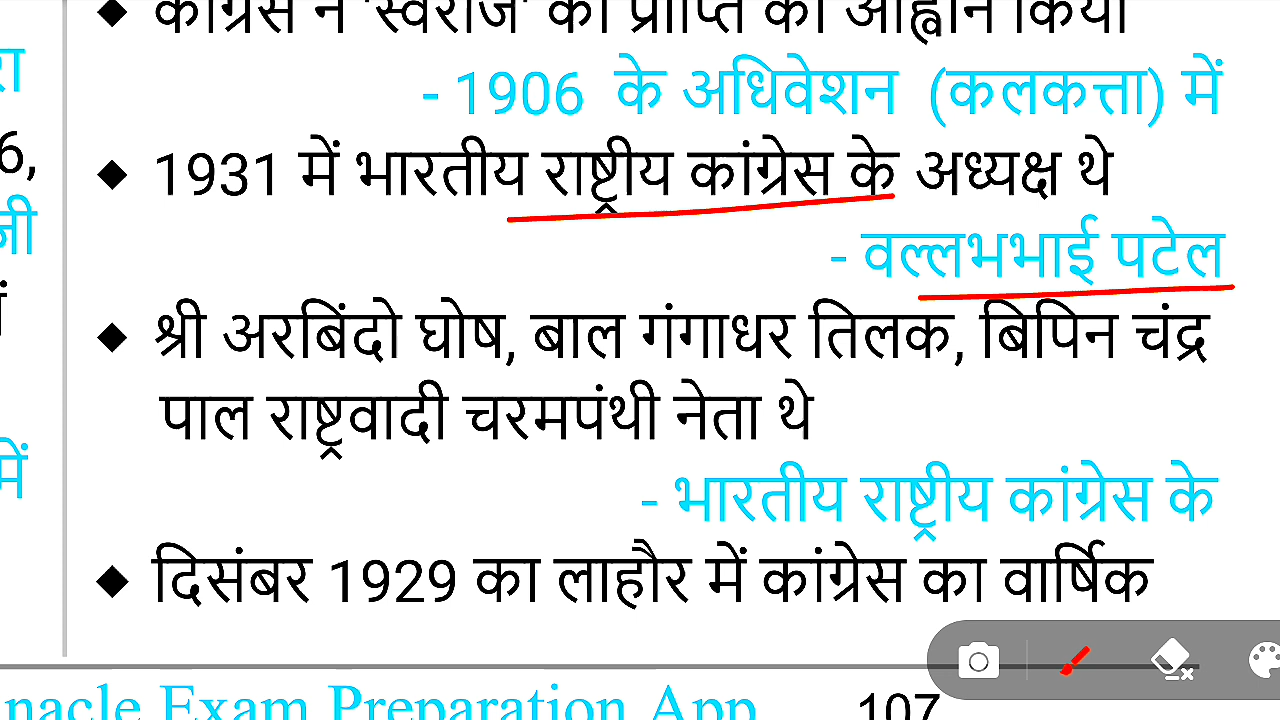 रा
6,
जी
में
कांग्रेस ने 'स्वराज' की प्राप्ति का आह्वान किया
- 1906 के अधिवेशन (कलकत्ता) में
◆ 1931 में भारतीय राष्ट्रीय कांग्रेस के अध्यक्ष थे
- वल्लभभाई पटेल
◆ श्री अरबिंदो घोष, बाल गंगाधर तिलक, बिपिन चंद्र
पाल राष्ट्रवादी चरमपंथी नेता थे
- भारतीय राष्ट्रीय कांग्रेस के
◆ दिसंबर 1929 का लाहौर में कांग्रेस का वार्षिक
nacle Exam Preparation App 107